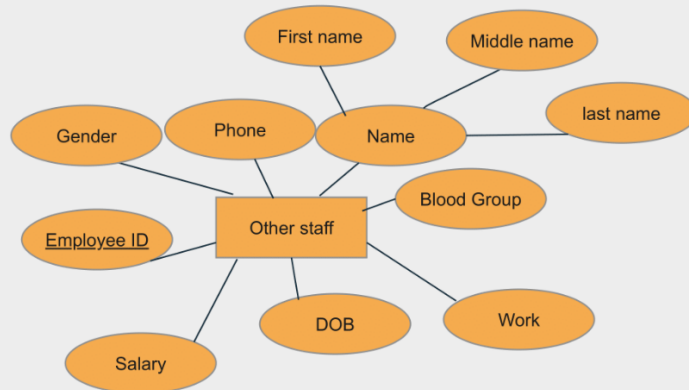 First name
Middle name
last name
Gender
Phone
Name
Blood Group
Employee ID
Other staff
DOB
Work
Salary